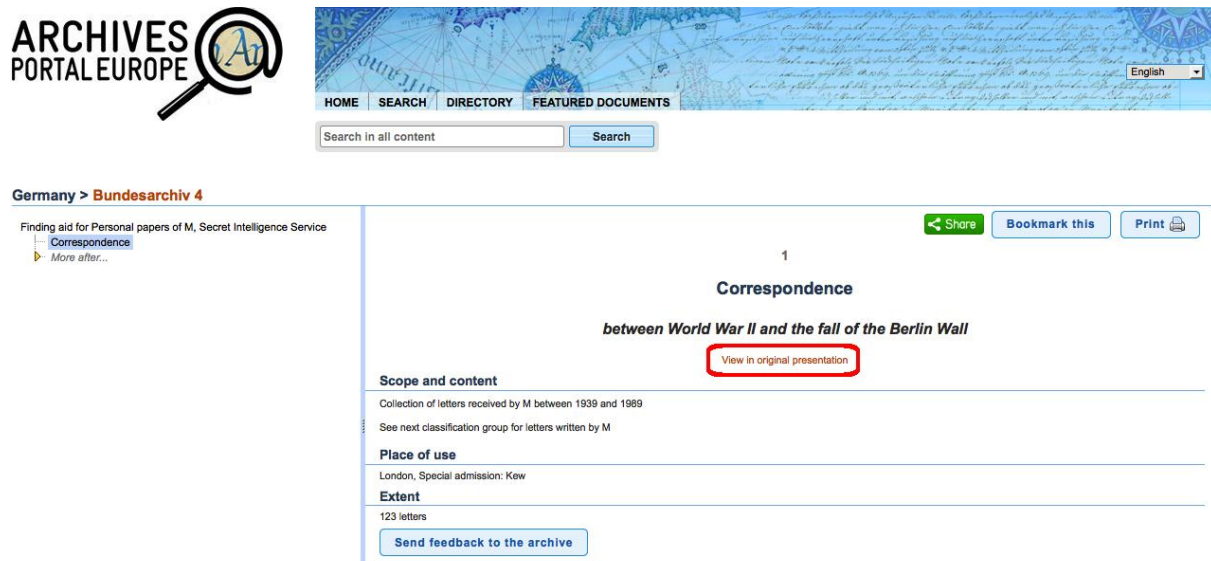 ARCHIVES
PORTAL EUROPE
English
HOME SEARCH DIRECTORY FEATURED DOCUMENTS
Search in all content Search
Germany > Bundesarchiv 4
Finding aid for Personal papers of M, Secret Intelligence Service
Correspondence
More after...
Share Bookmark this Print
1
Correspondence
between World War II and the fall of the Berlin Wall
View in original presentation
Scope and content
Collection of letters received by M between 1939 and 1989
See next classification group for letters written by M
Place of use
London, Special admission: Kew
Extent
123 letters
Send feedback to the archive